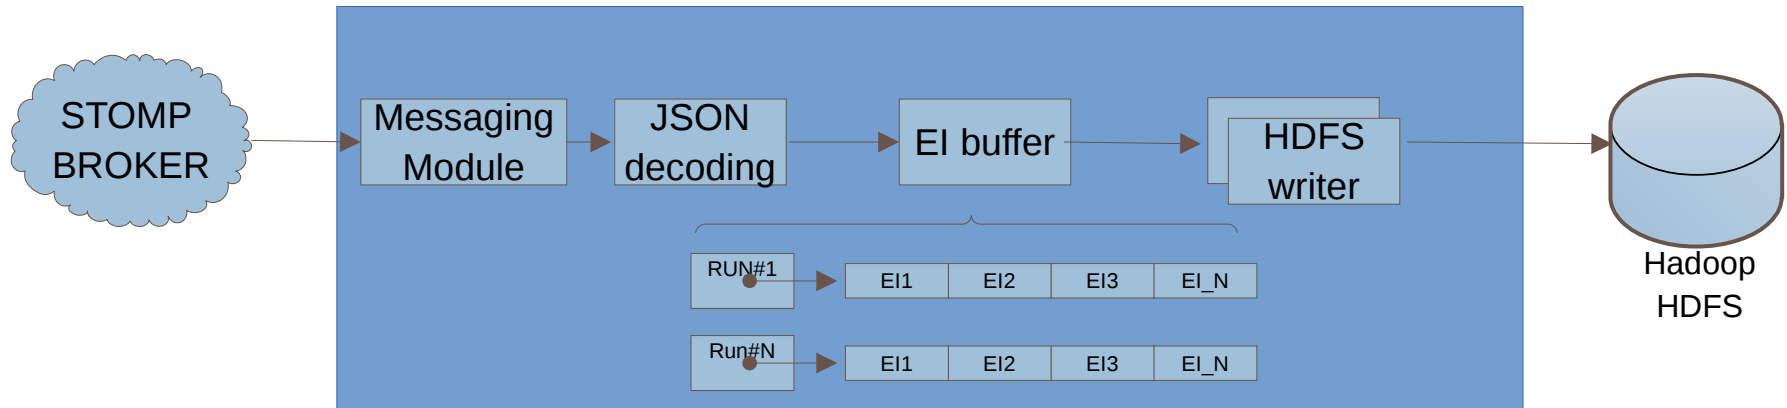 STOMP
BROKER
Messaging
Module
JSON
decoding
EI buffer
HDFS
writer
Hadoop
HDFS
RUN#1
EI1 EI2 EI3 EI_N
Run#N
EI1 EI2 EI3 EI_N